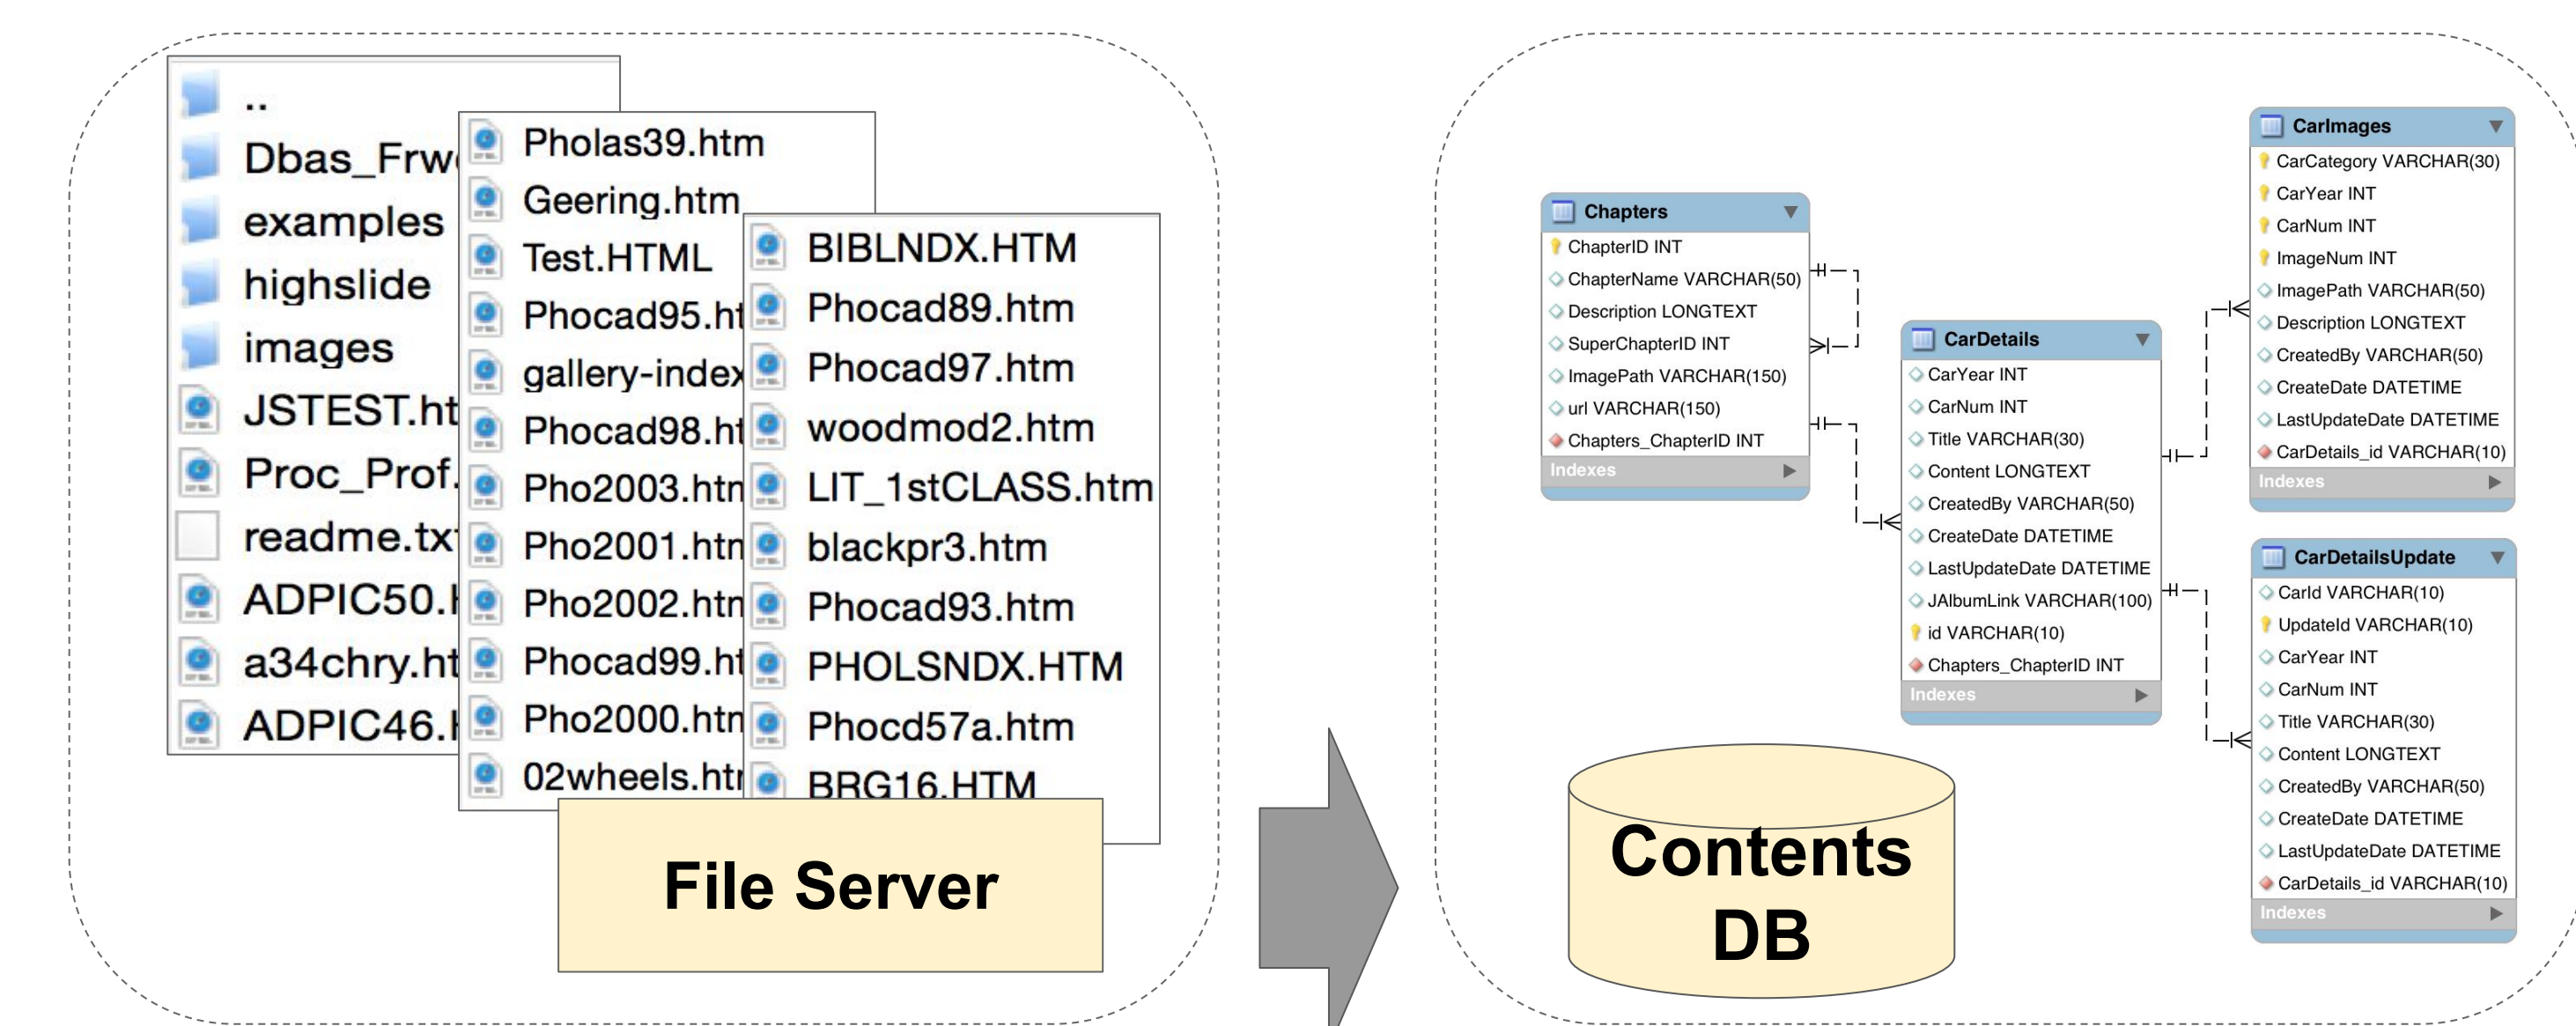 ..
Dbas_Frw
examples
highslide
images
JSTEST.ht
Proc_Prof.
readme.tx
ADPIC50.
a34chry.ht
ADPIC46.
Pholas39.htm
Geering.htm
Test.HTML
Phocad95.ht
gallery-index
Phocad98.ht
Pho2003.htm
Pho2001.htm
Pho2002.htm
Phocad99.ht
Pho2000.htm
02wheels.ht
BIBLNDX.HTM
Phocad89.htm
Phocad97.htm
woodmod2.htm
LIT_1stCLASS.htm
blackpr3.htm
Phocad93.htm
PHOLSNDX.HTM
Phocd57a.htm
BRG16.HTM
File Server
Chapters
ChapterID INT
ChapterName VARCHAR(50)
Description LONGTEXT
SuperChapterID INT
ImagePath VARCHAR(150)
url VARCHAR(150)
Chapters_ChapterID INT
Indexes
CarDetails
CarYear INT
CarNum INT
Title VARCHAR(30)
Content LONGTEXT
CreatedBy VARCHAR(50)
CreateDate DATETIME
LastUpdateDate DATETIME
JAlbumLink VARCHAR(100)
id VARCHAR(10)
Chapters_ChapterID INT
Indexes
CarImages
CarCategory VARCHAR(30)
CarYear INT
CarNum INT
ImageNum INT
ImagePath VARCHAR(50)
Description LONGTEXT
CreatedBy VARCHAR(50)
CreateDate DATETIME
LastUpdateDate DATETIME
CarDetails_id VARCHAR(10)
Indexes
CarDetailsUpdate
CarId VARCHAR(10)
UpdateId VARCHAR(10)
CarYear INT
CarNum INT
Title VARCHAR(30)
Content LONGTEXT
CreatedBy VARCHAR(50)
CreateDate DATETIME
LastUpdateDate DATETIME
CarDetails_id VARCHAR(10)
Indexes
Contents
DB